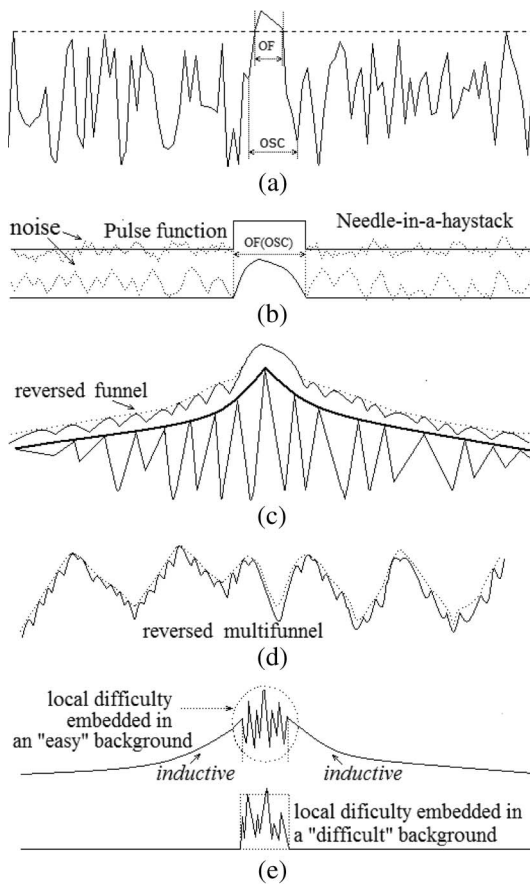 OF
OSC
(a)
noise
Pulse function
Needle-in-a-haystack
OF(OSC)
(b)
reversed funnel
(c)
reversed multifunnel
(d)
local difficulty
embedded in
an "easy" background
inductive
inductive
local dificulty embedded in
a "difficult" background
(e)